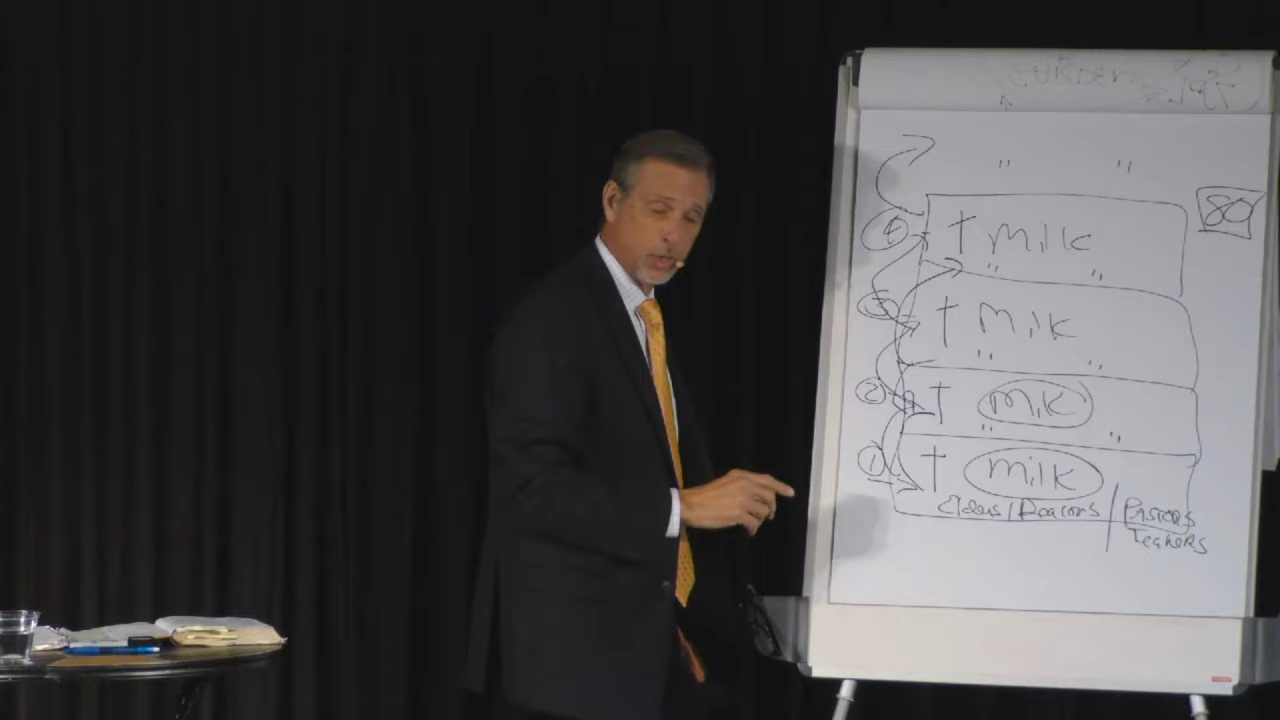 " "
80
④ † milk
" "
③ † milk
" "
② † milk
" "
① † milk
Elders / Deacons / Pastors
Teachers